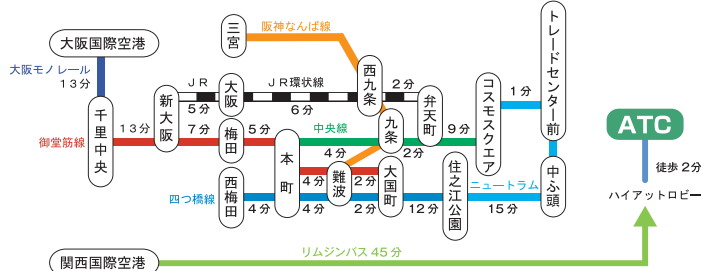 大阪国際空港
三宮
阪神なんば線
トレードセンター前
大阪モノレール
13分
新大阪
JR
5分
大阪
JR環状線
6分
西九条
2分
弁天町
コスモスクエア
1分
ATC
千里中央
御堂筋線
13分
7分
梅田
5分
本町
中央線
4分
九条
2分
9分
徒歩 2分
ハイアットロビー
西梅田
四つ橋線
4分
4分
4分
難波
2分
2分
大国町
12分
住之江公園
ニュートラム
15分
中ふ頭
関西国際空港
リムジンバス 45分